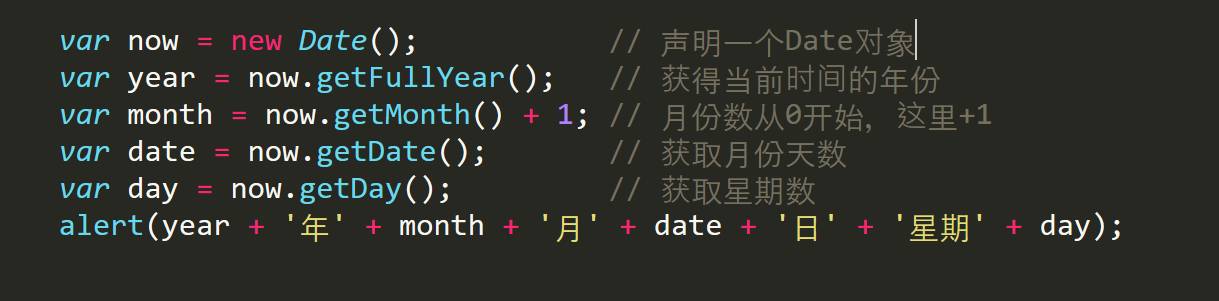 var now = new Date();           // 声明一个Date对象
var year = now.getFullYear();   // 获得当前时间的年份
var month = now.getMonth() + 1; // 月份数从0开始，这里+1
var date = now.getDate();       // 获取月份天数
var day = now.getDay();         // 获取星期数
alert(year + '年' + month + '月' + date + '日' + '星期' + day);